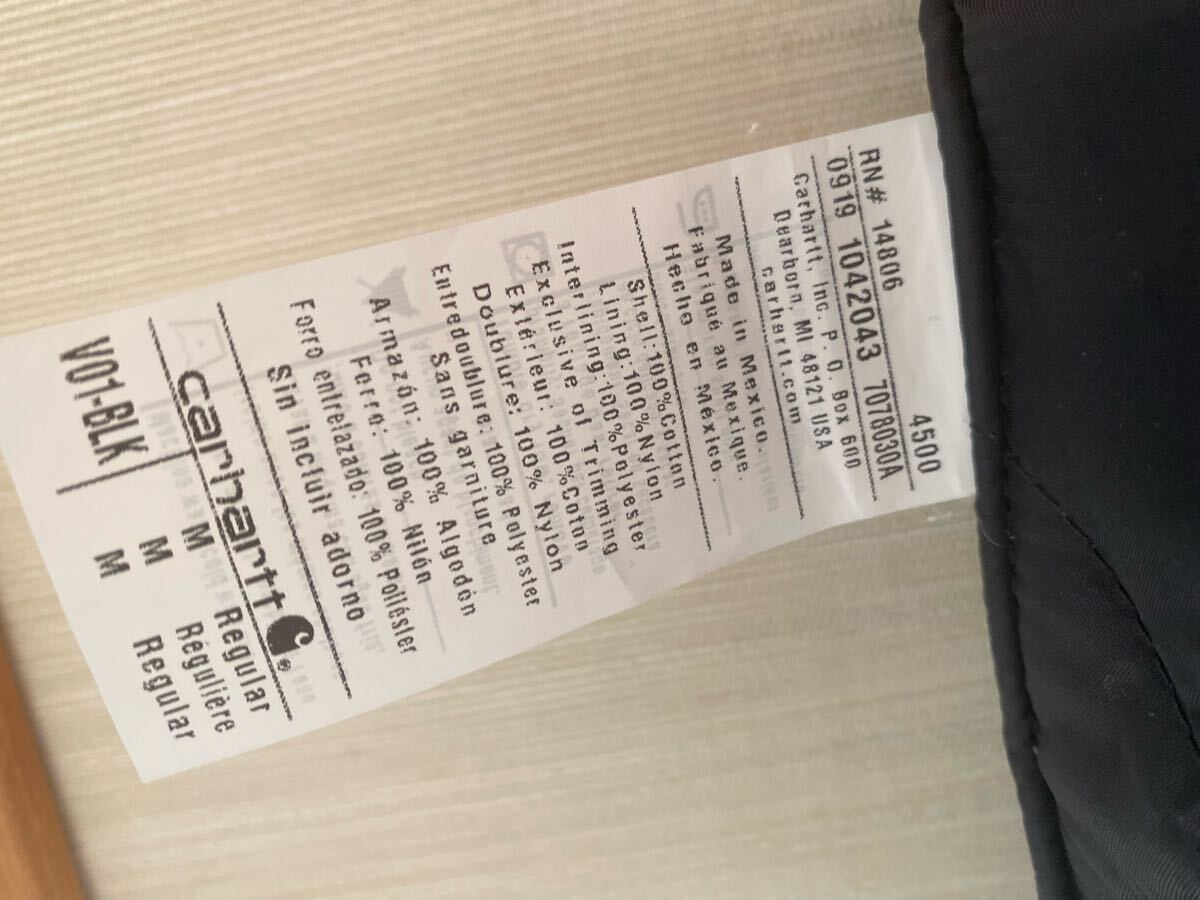 V01-BLK
M Regular
M Régulière
M Regular
carhartt
Sin incluir adorno
Forro entrelazado: 100% Poliéster
Forro: 100% Nilón
Armazón: 100% Algodón
Sans garniture
Entredoublure: 100% Polyester
Doublure: 100% Nylon
Extérieur: 100%Coton
Exclusive of Trimming
Interlining:100%Polyester
Lining:100%Nylon
Shell:100%Cotton
Hecho en México.
Fabriqué au Mexique.
Made in Mexico.
carhartt.com
Dearborn, MI 48121 USA
Carhartt, Inc. P. O. Box 600
0919 1042043 7078030A
RN# 14806 4500